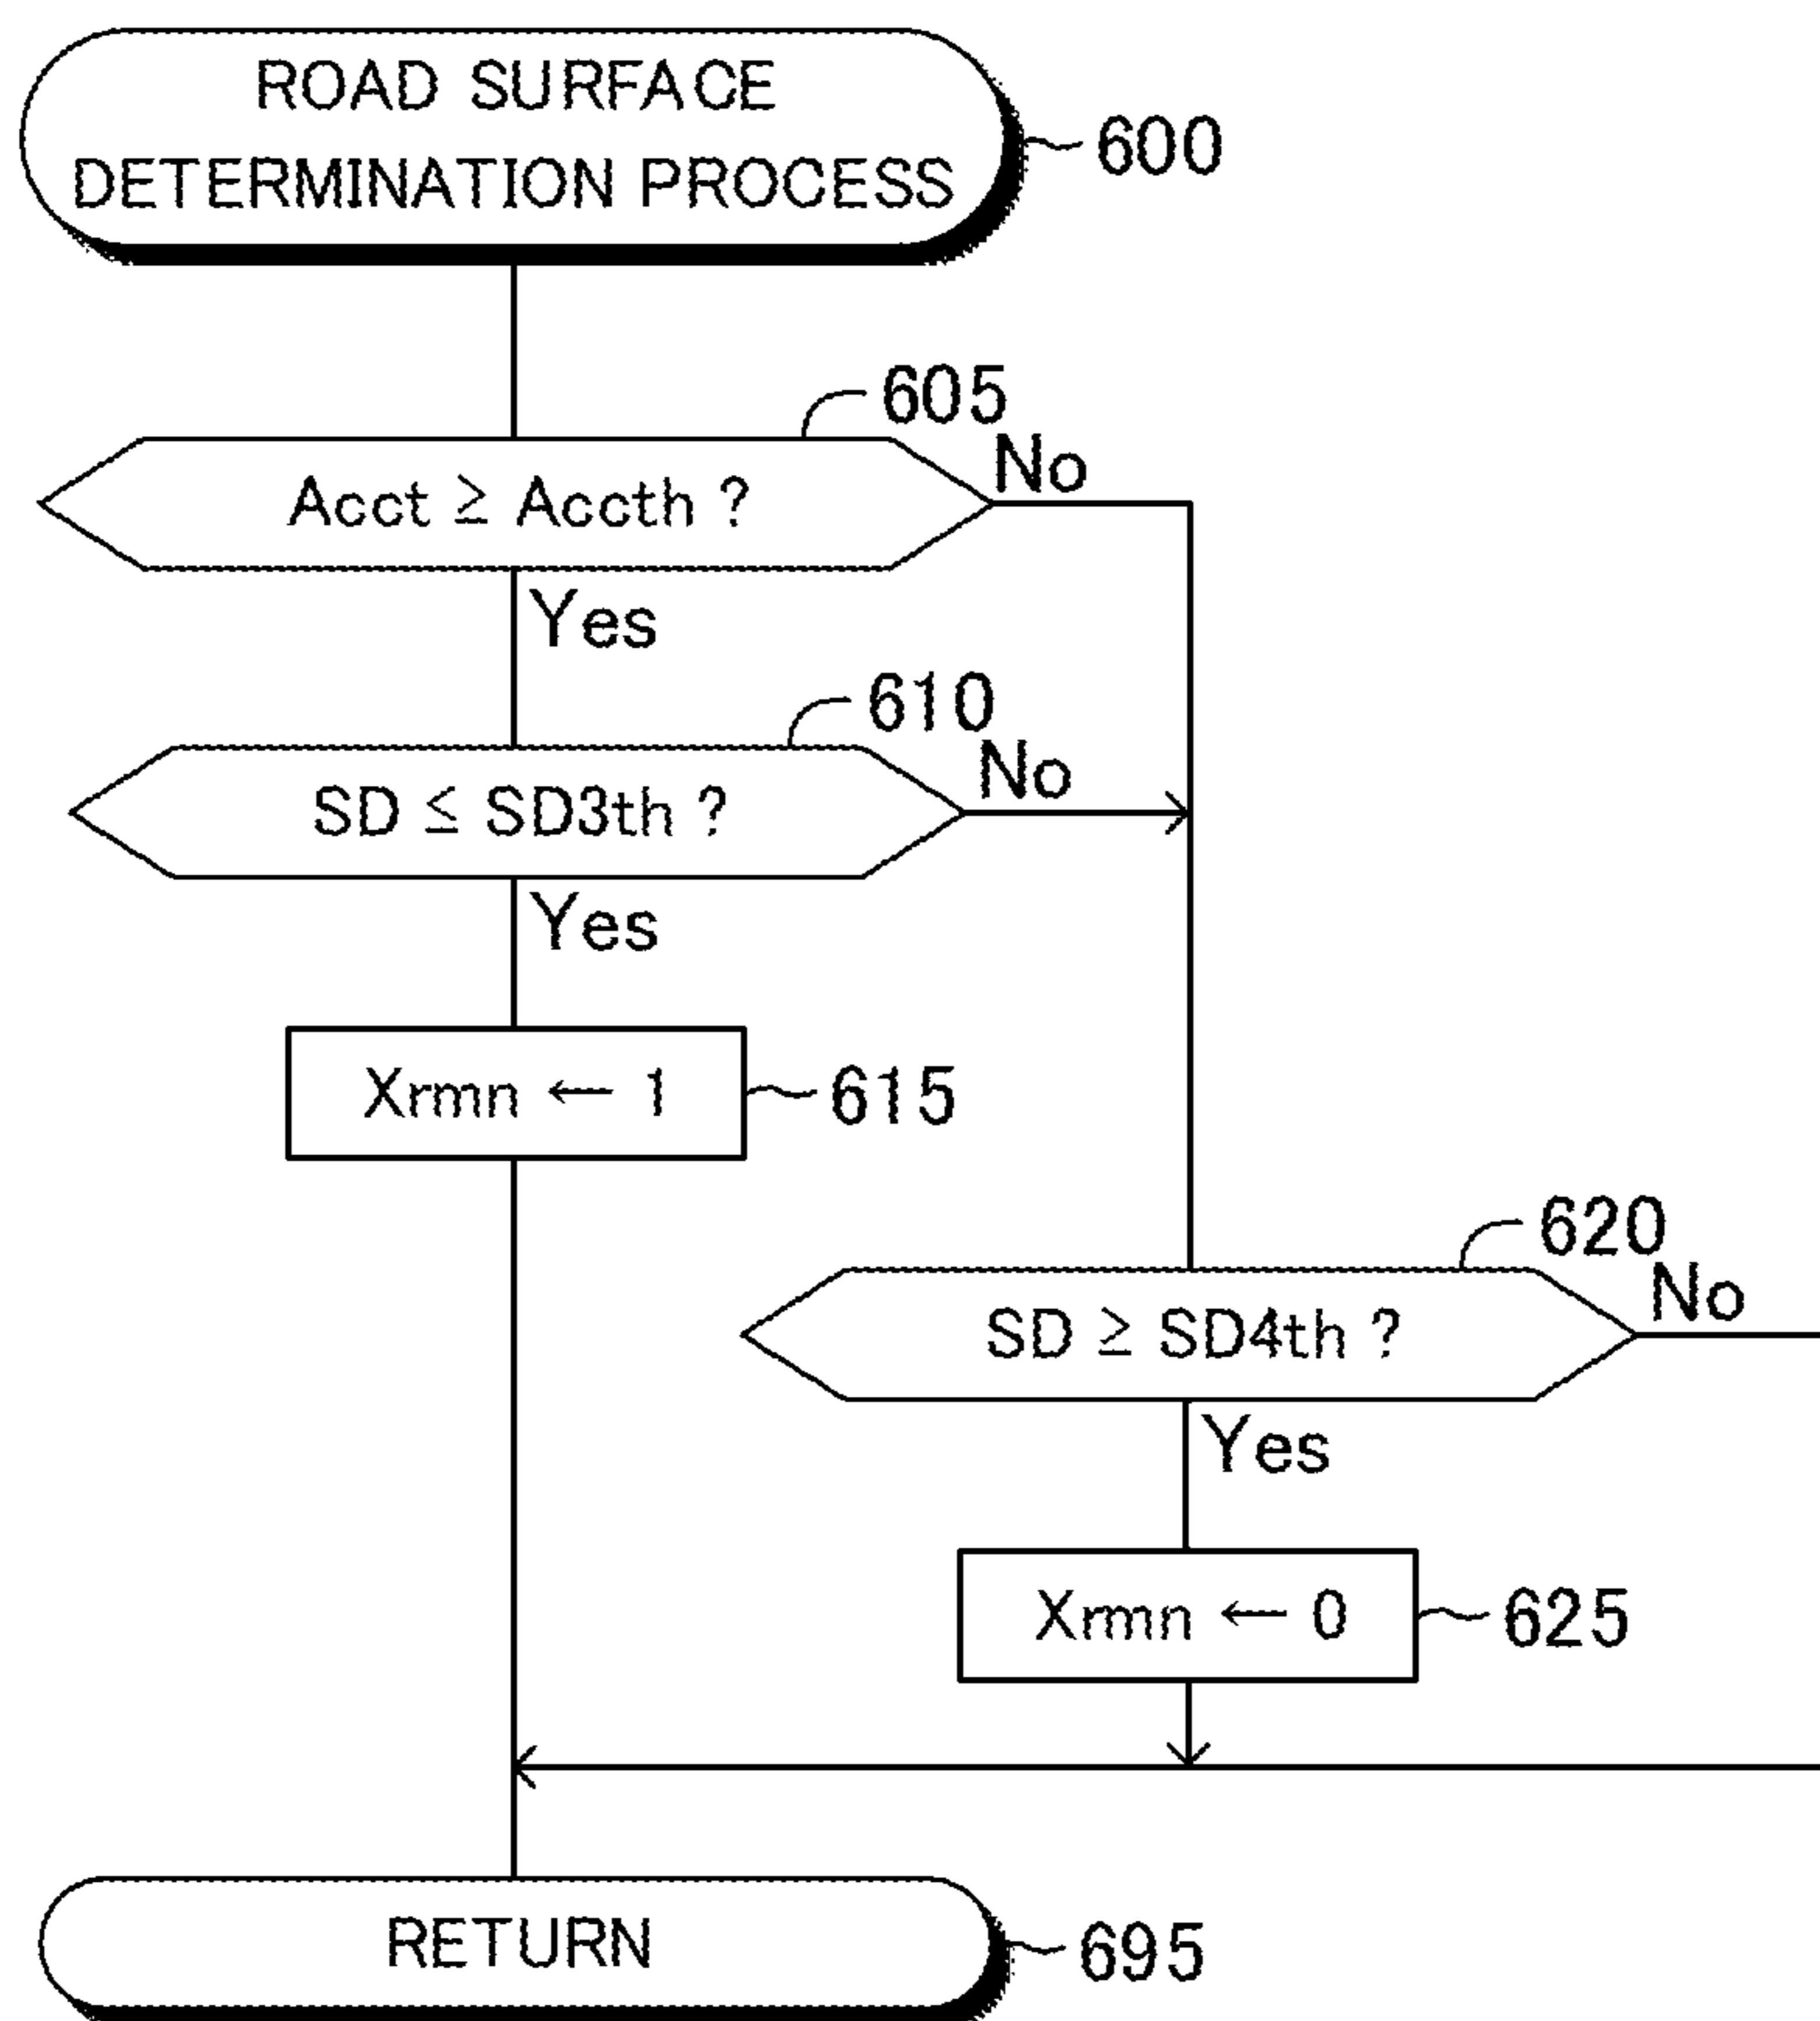 ROAD SURFACE
DETERMINATION PROCESS
600
605
Acct ≥ Accth ?
No
Yes
610
SD ≤ SD3th ?
No
Yes
Xrmn ← 1
615
620
SD ≥ SD4th ?
No
Yes
Xrmn ← 0
625
RETURN
695